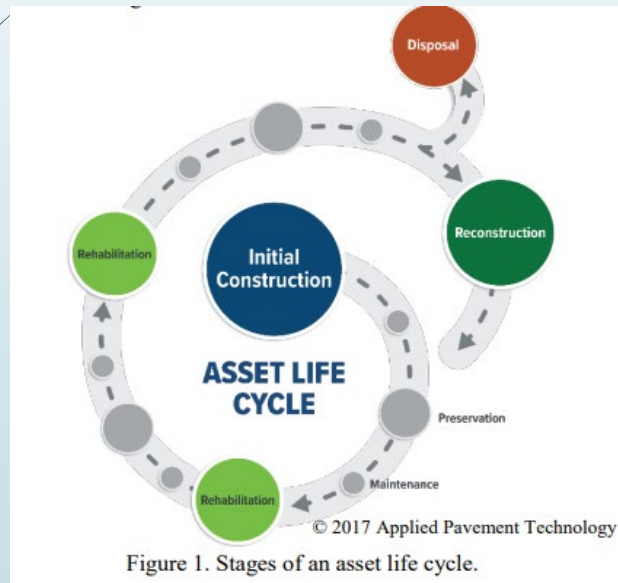 Disposal
Rehabilitation
Initial
Construction
Reconstruction
ASSET LIFE
CYCLE
Preservation
Maintenance
Rehabilitation
© 2017 Applied Pavement Technology
Figure 1. Stages of an asset life cycle.